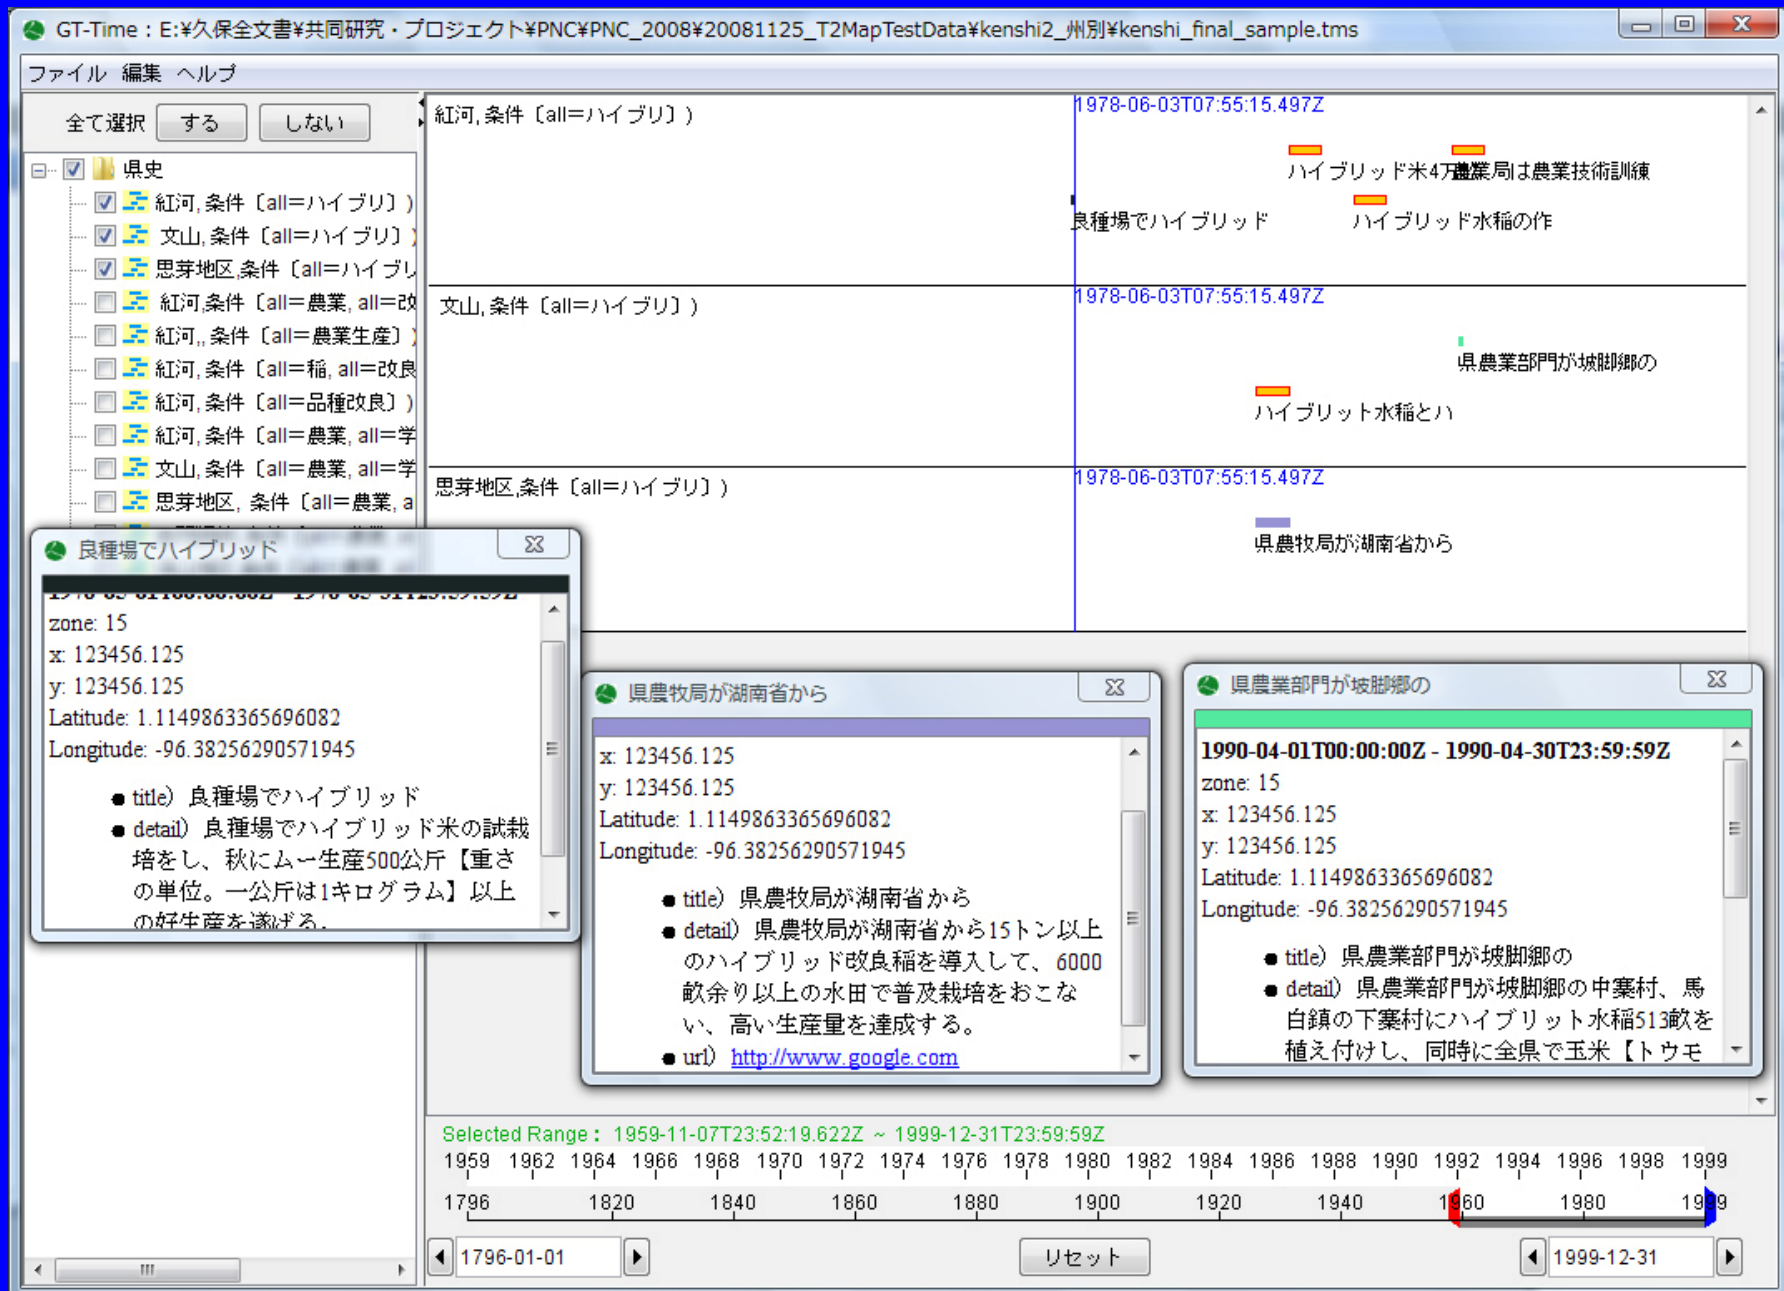 GT-Time : E:¥久保全文書¥共同研究・プロジェクト¥PNC¥PNC_2008¥20081125_T2MapTestData¥kenshi2_州別¥kenshi_final_sample.tms
ファイル 編集 ヘルプ
全て選択 する しない
県史
紅河,条件〔all=ハイブリ〕)
文山,条件〔all=ハイブリ〕)
思芽地区,条件〔all=ハイブリ
紅河,条件〔all=農業, all=改
紅河,,条件〔all=農業生産〕)
紅河,条件〔all=稲, all=改良
紅河,条件〔all=品種改良〕)
紅河,条件〔all=農業, all=学
文山,条件〔all=農業, all=学
思芽地区, 条件〔all=農業, a
紅河,条件〔all=ハイブリ〕)
1978-06-03T07:55:15.497Z
ハイブリッド米4万
農業局は農業技術訓練
良種場でハイブリッド
ハイブリッド水稲の作
文山,条件〔all=ハイブリ〕)
1978-06-03T07:55:15.497Z
県農業部門が坡脚郷の
ハイブリット水稲とハ
思芽地区,条件〔all=ハイブリ〕)
1978-06-03T07:55:15.497Z
県農牧局が湖南省から
良種場でハイブリッド
zone: 15
x: 123456.125
y: 123456.125
Latitude: 1.1149863365696082
Longitude: -96.38256290571945
title) 良種場でハイブリッド
detail) 良種場でハイブリッド米の試栽
培をし、秋にムー生産500公斤【重さ
の単位。一公斤は1キログラム】以上
の好生産を遂げる。
県農牧局が湖南省から
x: 123456.125
y: 123456.125
Latitude: 1.1149863365696082
Longitude: -96.38256290571945
title) 県農牧局が湖南省から
detail) 県農牧局が湖南省から15トン以上
のハイブリッド改良稲を導入して、6000
畝余り以上の水田で普及栽培をおこな
い、高い生産量を達成する。
url) http://www.google.com
県農業部門が坡脚郷の
1990-04-01T00:00:00Z - 1990-04-30T23:59:59Z
zone: 15
x: 123456.125
y: 123456.125
Latitude: 1.1149863365696082
Longitude: -96.38256290571945
title) 県農業部門が坡脚郷の
detail) 県農業部門が坡脚郷の中寨村、馬
白鎮の下寨村にハイブリット水稲513畝を
植え付けし、同時に全県で玉米【トウモ
Selected Range : 1959-11-07T23:52:19.622Z ~ 1999-12-31T23:59:59Z
1959 1962 1964 1966 1968 1970 1972 1974 1976 1978 1980 1982 1984 1986 1988 1990 1992 1994 1996 1998 1999
1796 1820 1840 1860 1880 1900 1920 1940 1960 1980 1999
1796-01-01 リセット 1999-12-31